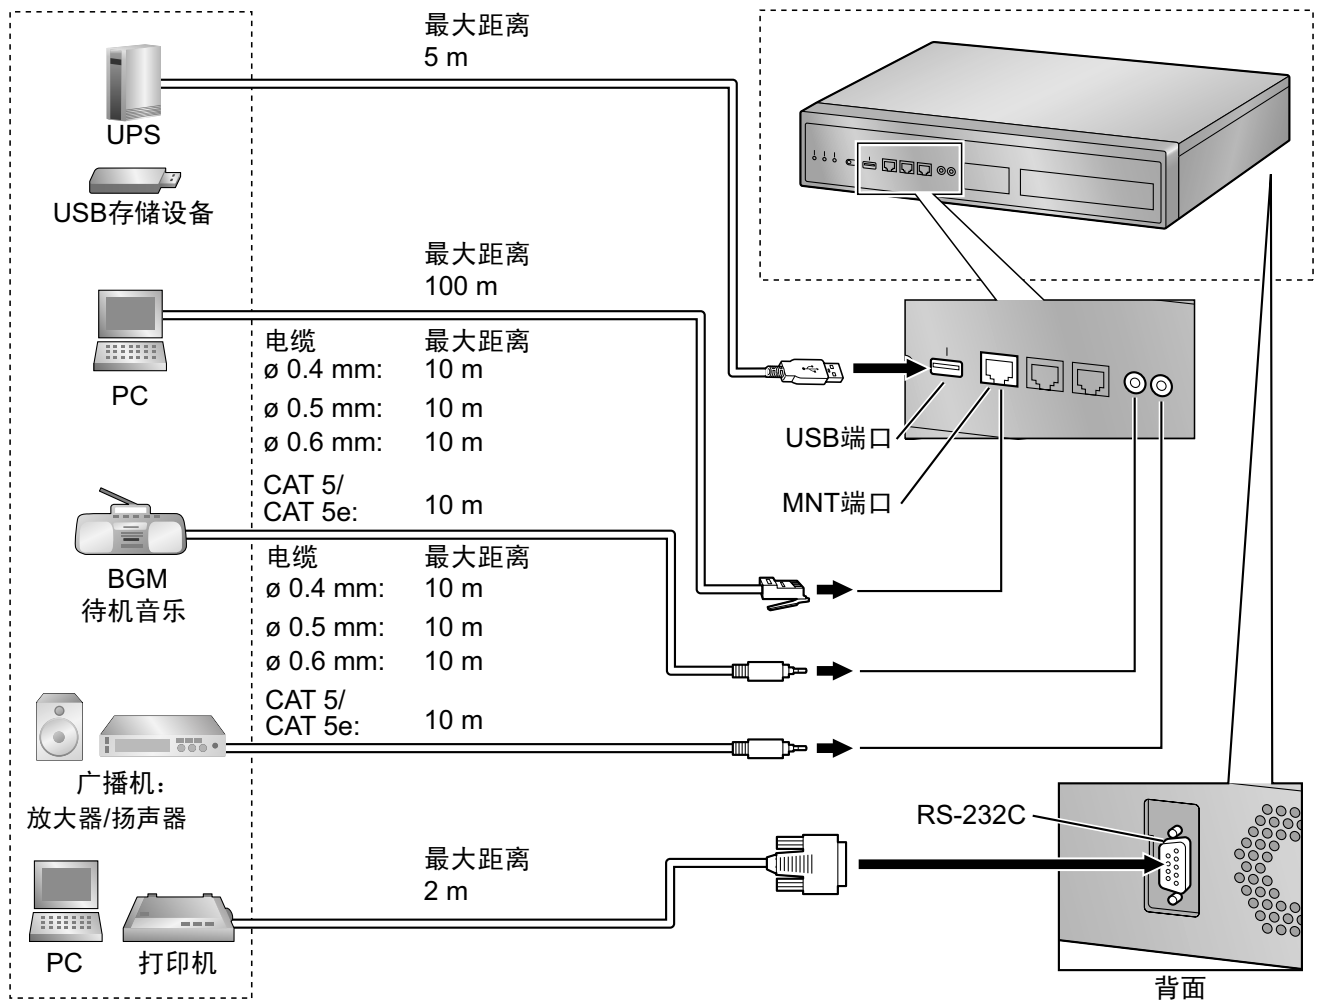 最大距离
5 m
UPS
USB存储设备
最大距离
100 m
PC
电缆 最大距离
ø 0.4 mm: 10 m
ø 0.5 mm: 10 m
ø 0.6 mm: 10 m
CAT 5/
CAT 5e: 10 m
USB端口
MNT端口
BGM
待机音乐
电缆 最大距离
ø 0.4 mm: 10 m
ø 0.5 mm: 10 m
ø 0.6 mm: 10 m
CAT 5/
CAT 5e: 10 m
广播机：
放大器/扬声器
RS-232C
最大距离
2 m
PC
打印机
背面